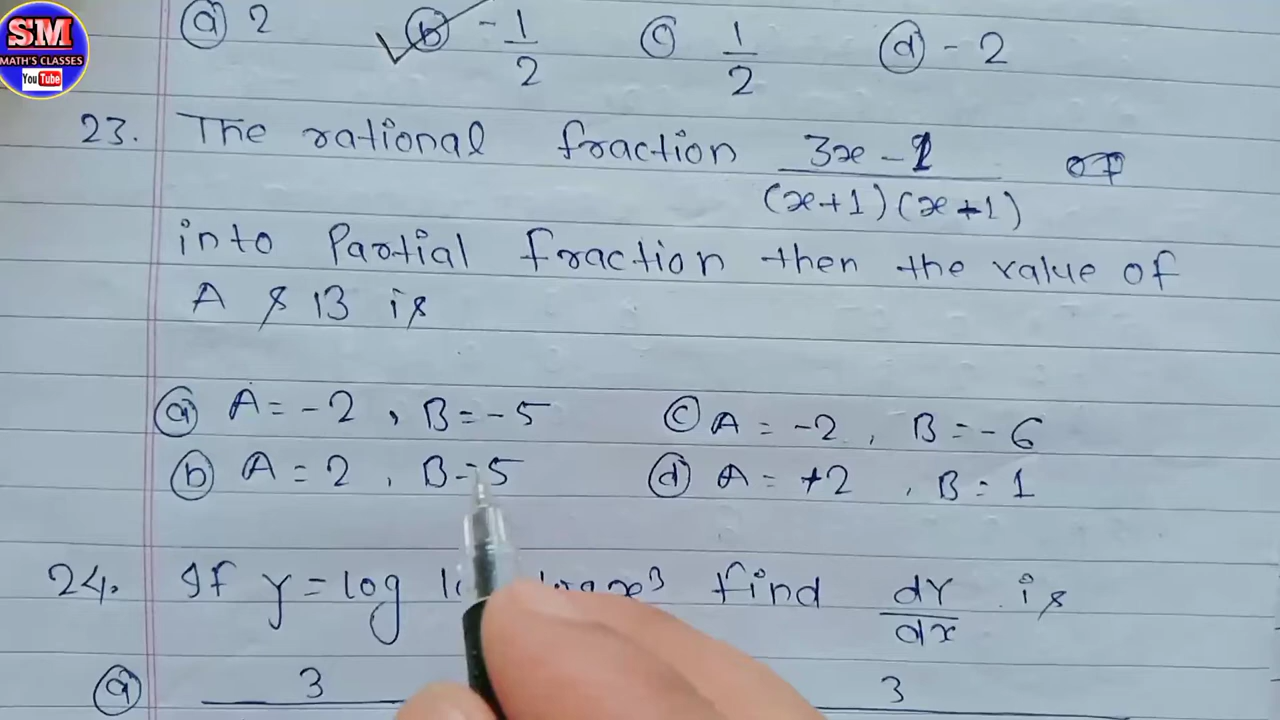 SM
MATH'S CLASSES
YouTube
(a) 2 (b) -1/2 (c) 1/2 (d) -2
23. The rational fraction (3x-1)/((x+1)(x+1)) of
into Partial fraction then the value of
A & B is
(a) A = -2 , B = -5 (c) A = -2 , B = -6
(b) A = 2 , B = 5 (d) A = +2 , B = 1
24. If y = log find dy/dx is
(a) 3 3